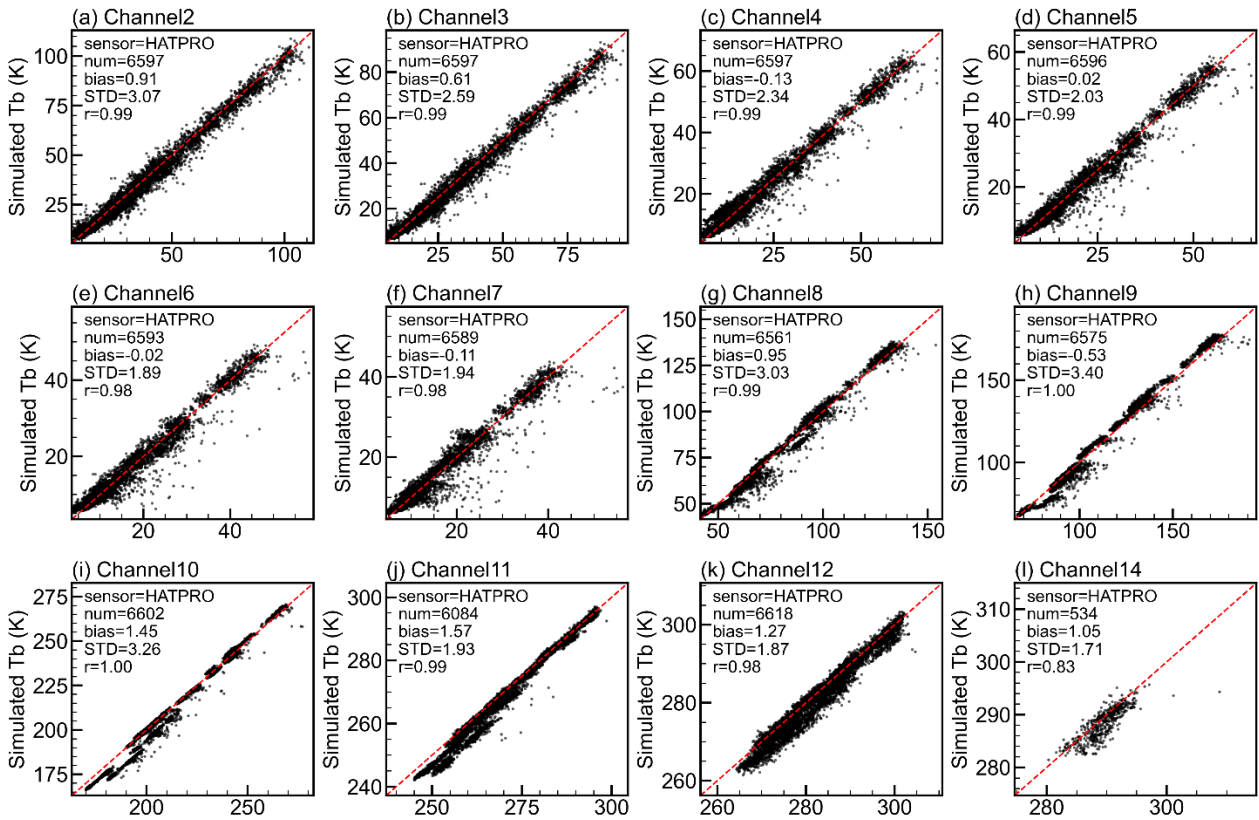 (a) Channel2
Simulated Tb (K)
100
75
50
25
sensor=HATPRO
num=6597
bias=0.91
STD=3.07
r=0.99
50
100
(b) Channel3
Simulated Tb (K)
80
60
40
20
sensor=HATPRO
num=6597
bias=0.61
STD=2.59
r=0.99
25
50
75
(c) Channel4
Simulated Tb (K)
60
40
20
sensor=HATPRO
num=6597
bias=-0.13
STD=2.34
r=0.99
25
50
(d) Channel5
Simulated Tb (K)
60
40
20
sensor=HATPRO
num=6596
bias=0.02
STD=2.03
r=0.99
25
50
(e) Channel6
Simulated Tb (K)
40
20
sensor=HATPRO
num=6593
bias=-0.02
STD=1.89
r=0.98
20
40
(f) Channel7
Simulated Tb (K)
40
20
sensor=HATPRO
num=6589
bias=-0.11
STD=1.94
r=0.98
20
40
(g) Channel8
Simulated Tb (K)
150
125
100
75
50
sensor=HATPRO
num=6561
bias=0.95
STD=3.03
r=0.99
50
100
150
(h) Channel9
Simulated Tb (K)
150
100
sensor=HATPRO
num=6575
bias=-0.53
STD=3.40
r=1.00
100
150
(i) Channel10
Simulated Tb (K)
275
250
225
200
175
sensor=HATPRO
num=6602
bias=1.45
STD=3.26
r=1.00
200
250
(j) Channel11
Simulated Tb (K)
300
280
260
240
sensor=HATPRO
num=6084
bias=1.57
STD=1.93
r=0.99
250
275
300
(k) Channel12
Simulated Tb (K)
300
280
260
sensor=HATPRO
num=6618
bias=1.27
STD=1.87
r=0.98
260
280
300
(l) Channel14
Simulated Tb (K)
310
300
290
280
sensor=HATPRO
num=534
bias=1.05
STD=1.71
r=0.83
280
300